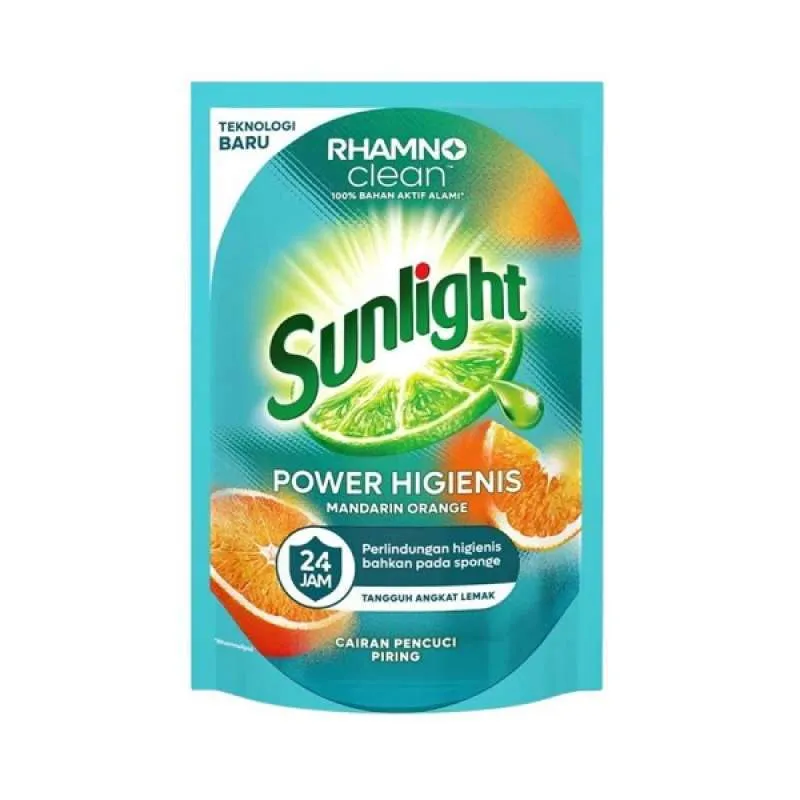 TEKNOLOGI
BARU
RHAMNO
clean™
100% BAHAN AKTIF ALAMI*
Sunlight
POWER HIGIENIS
MANDARIN ORANGE
24
JAM
Perlindungan higienis
bahkan pada sponge
TANGGUH ANGKAT LEMAK
CAIRAN PENCUCI
PIRING